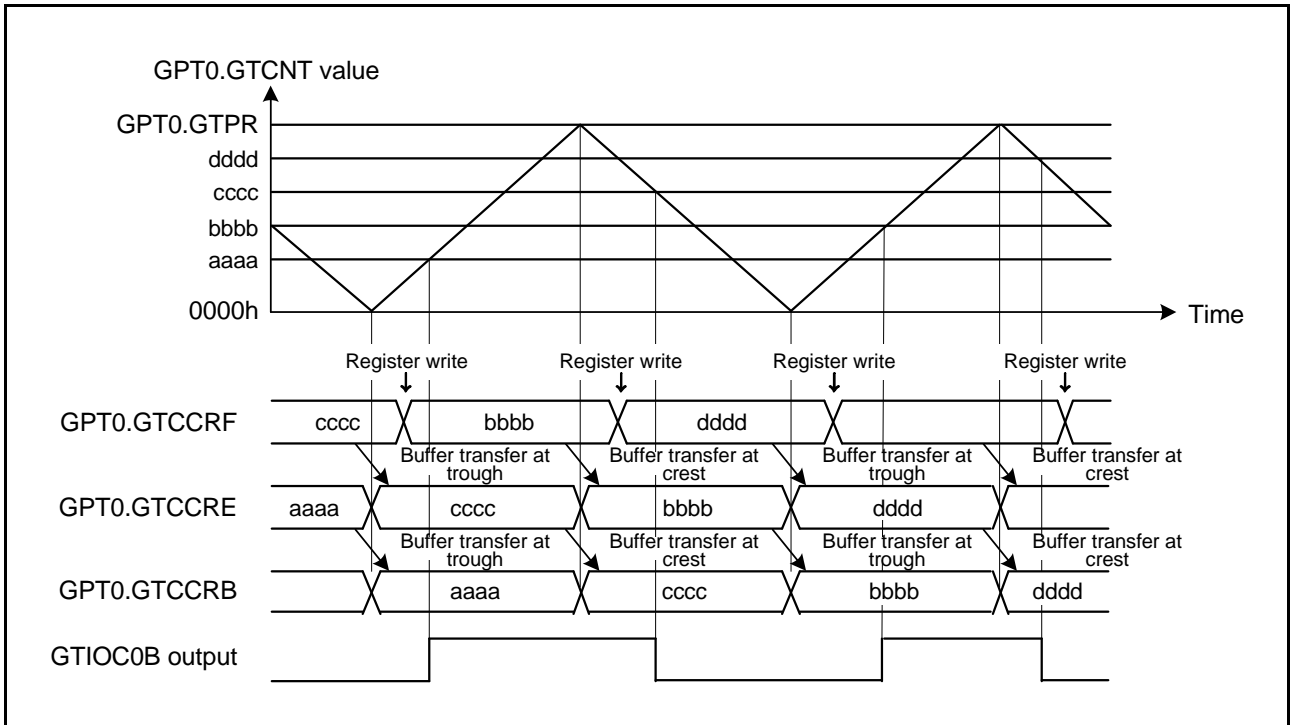 GPT0.GTCNT value
GPT0.GTPR
dddd
cccc
bbbb
aaaa
0000h
Time
Register write Register write Register write Register write
GPT0.GTCCRF cccc bbbb dddd
Buffer transfer at trough Buffer transfer at crest Buffer transfer at trough Buffer transfer at crest
GPT0.GTCCRE aaaa cccc bbbb dddd
Buffer transfer at trough Buffer transfer at crest Buffer transfer at trough Buffer transfer at crest
GPT0.GTCCRB aaaa cccc bbbb dddd
GTIOC0B output